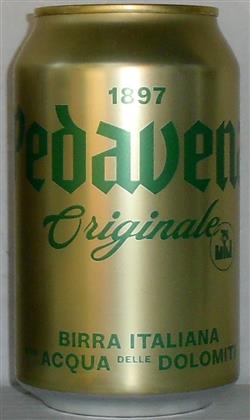 1897
Pedavena
Originale
BIRRA ITALIANA
ACQUA DELLE DOLOMITI